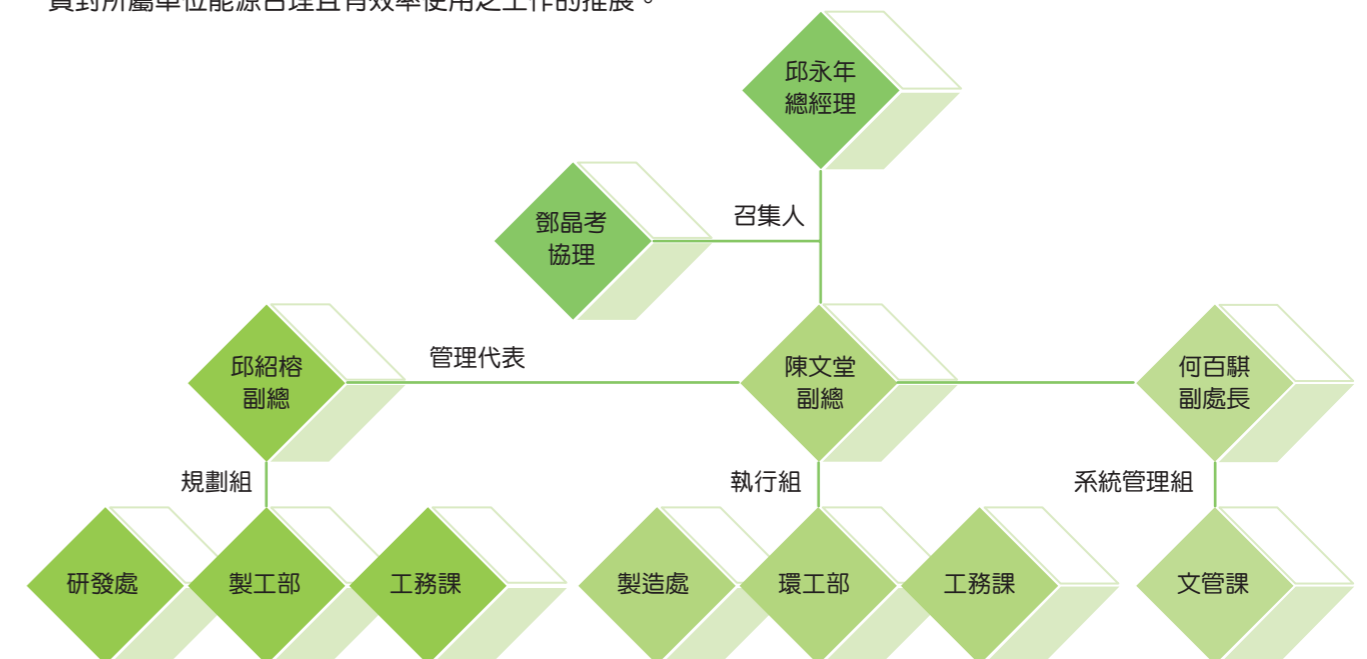 責對所屬單位能源合理且有效率使用之工作的推展。
邱永年
總經理
召集人
鄧晶考
協理
邱紹榕
副總
管理代表
陳文堂
副總
何百騏
副處長
規劃組
執行組
系統管理組
研發處
製工部
工務課
製造處
環工部
工務課
文管課